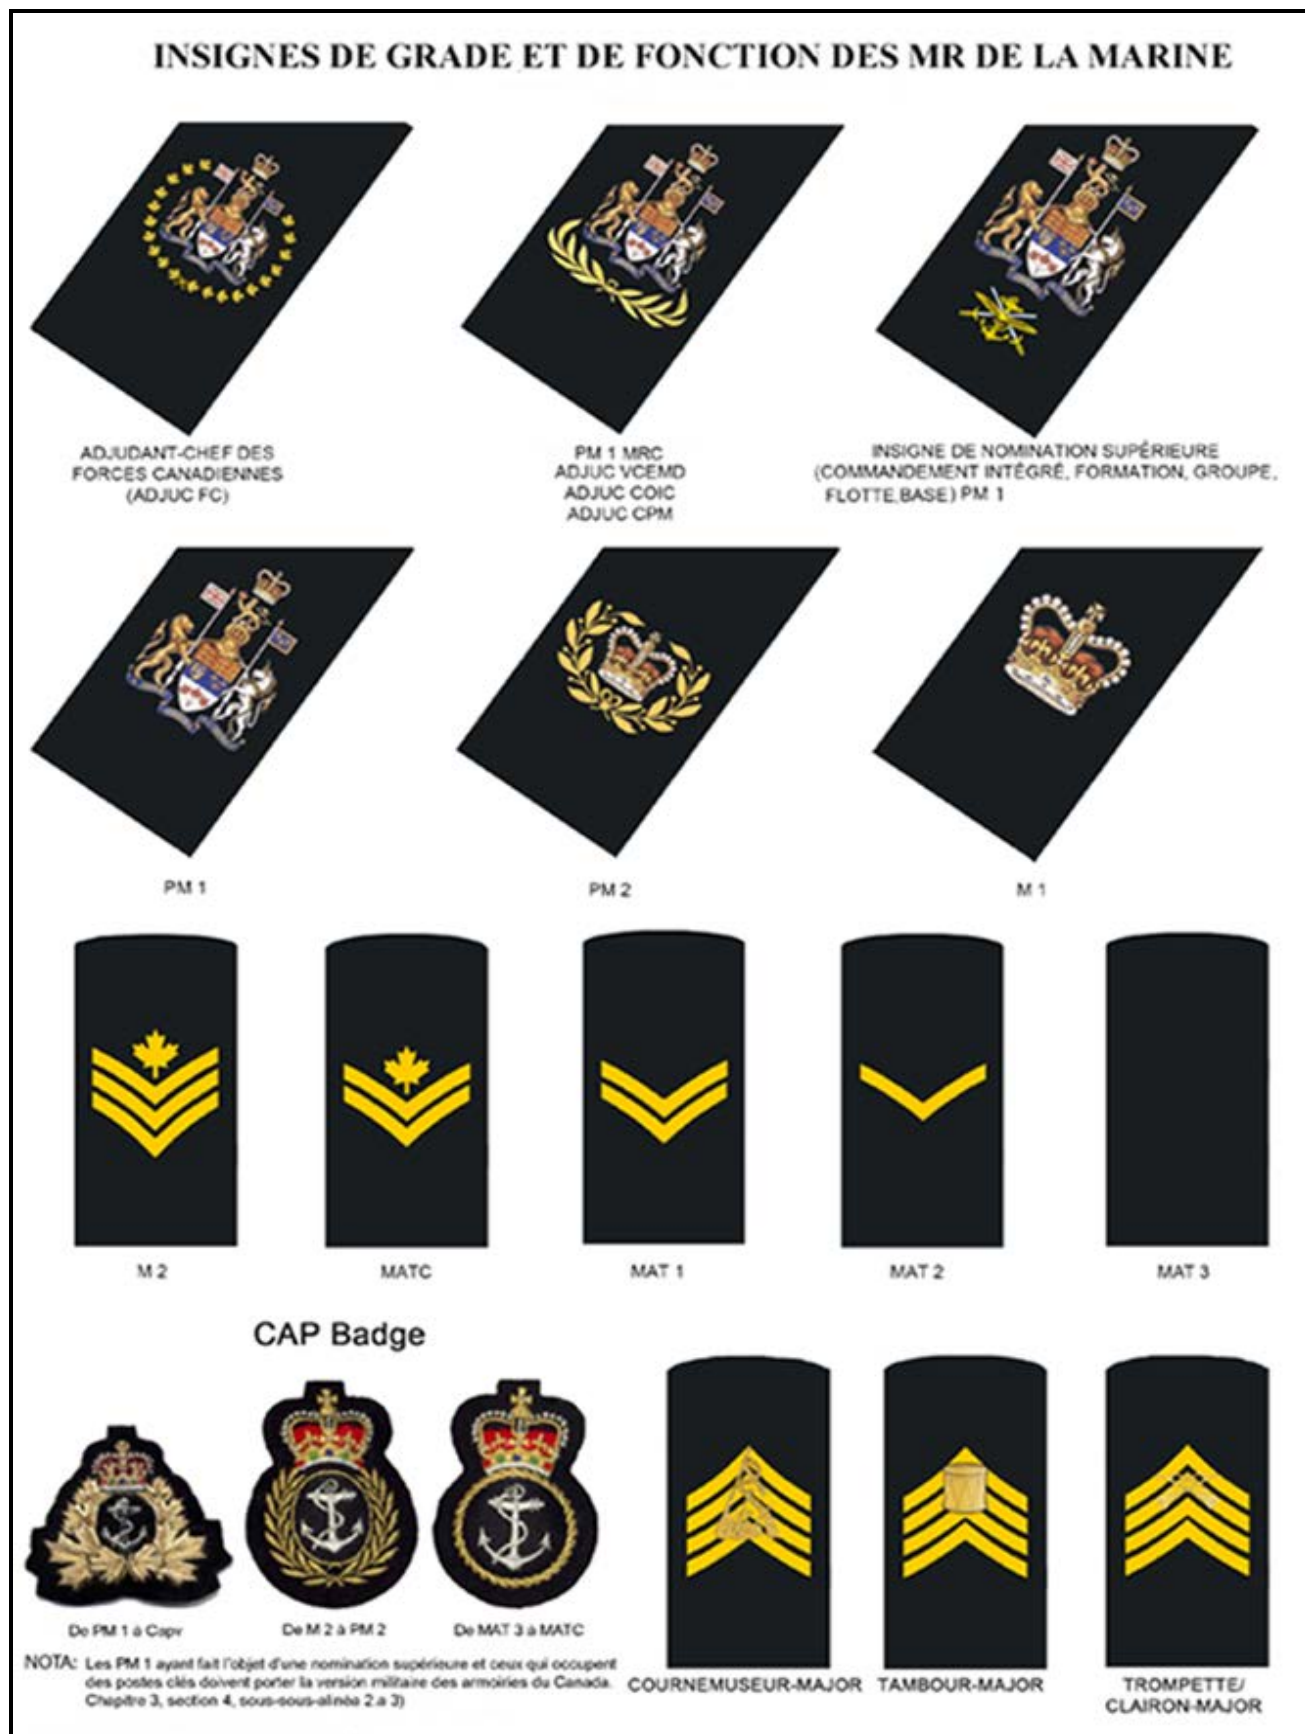 INSIGNES DE GRADE ET DE FONCTION DES MR DE LA MARINE
ADJUDANT-CHEF DES
FORCES CANADIENNES
(ADJUC FC)
PM 1 MRC
ADJUC VCEMD
ADJUC COIC
ADJUC CPM
INSIGNE DE NOMINATION SUPÉRIEURE
(COMMANDEMENT INTÉGRÉ, FORMATION, GROUPE,
FLOTTE,BASE) PM 1
PM 1
PM 2
M 1
M 2
MATC
MAT 1
MAT 2
MAT 3
CAP Badge
De PM 1 à Capv
De M 2 à PM 2
De MAT 3 à MATC
NOTA: Les PM 1 ayant fait l'objet d'une nomination supérieure et ceux qui occupent
des postes clés doivent porter la version militaire des armoiries du Canada.
Chapitre 3, section 4, sous-sous-alinéa 2.a 3)
COURNEMUSEUR-MAJOR
TAMBOUR-MAJOR
TROMPETTE/
CLAIRON-MAJOR